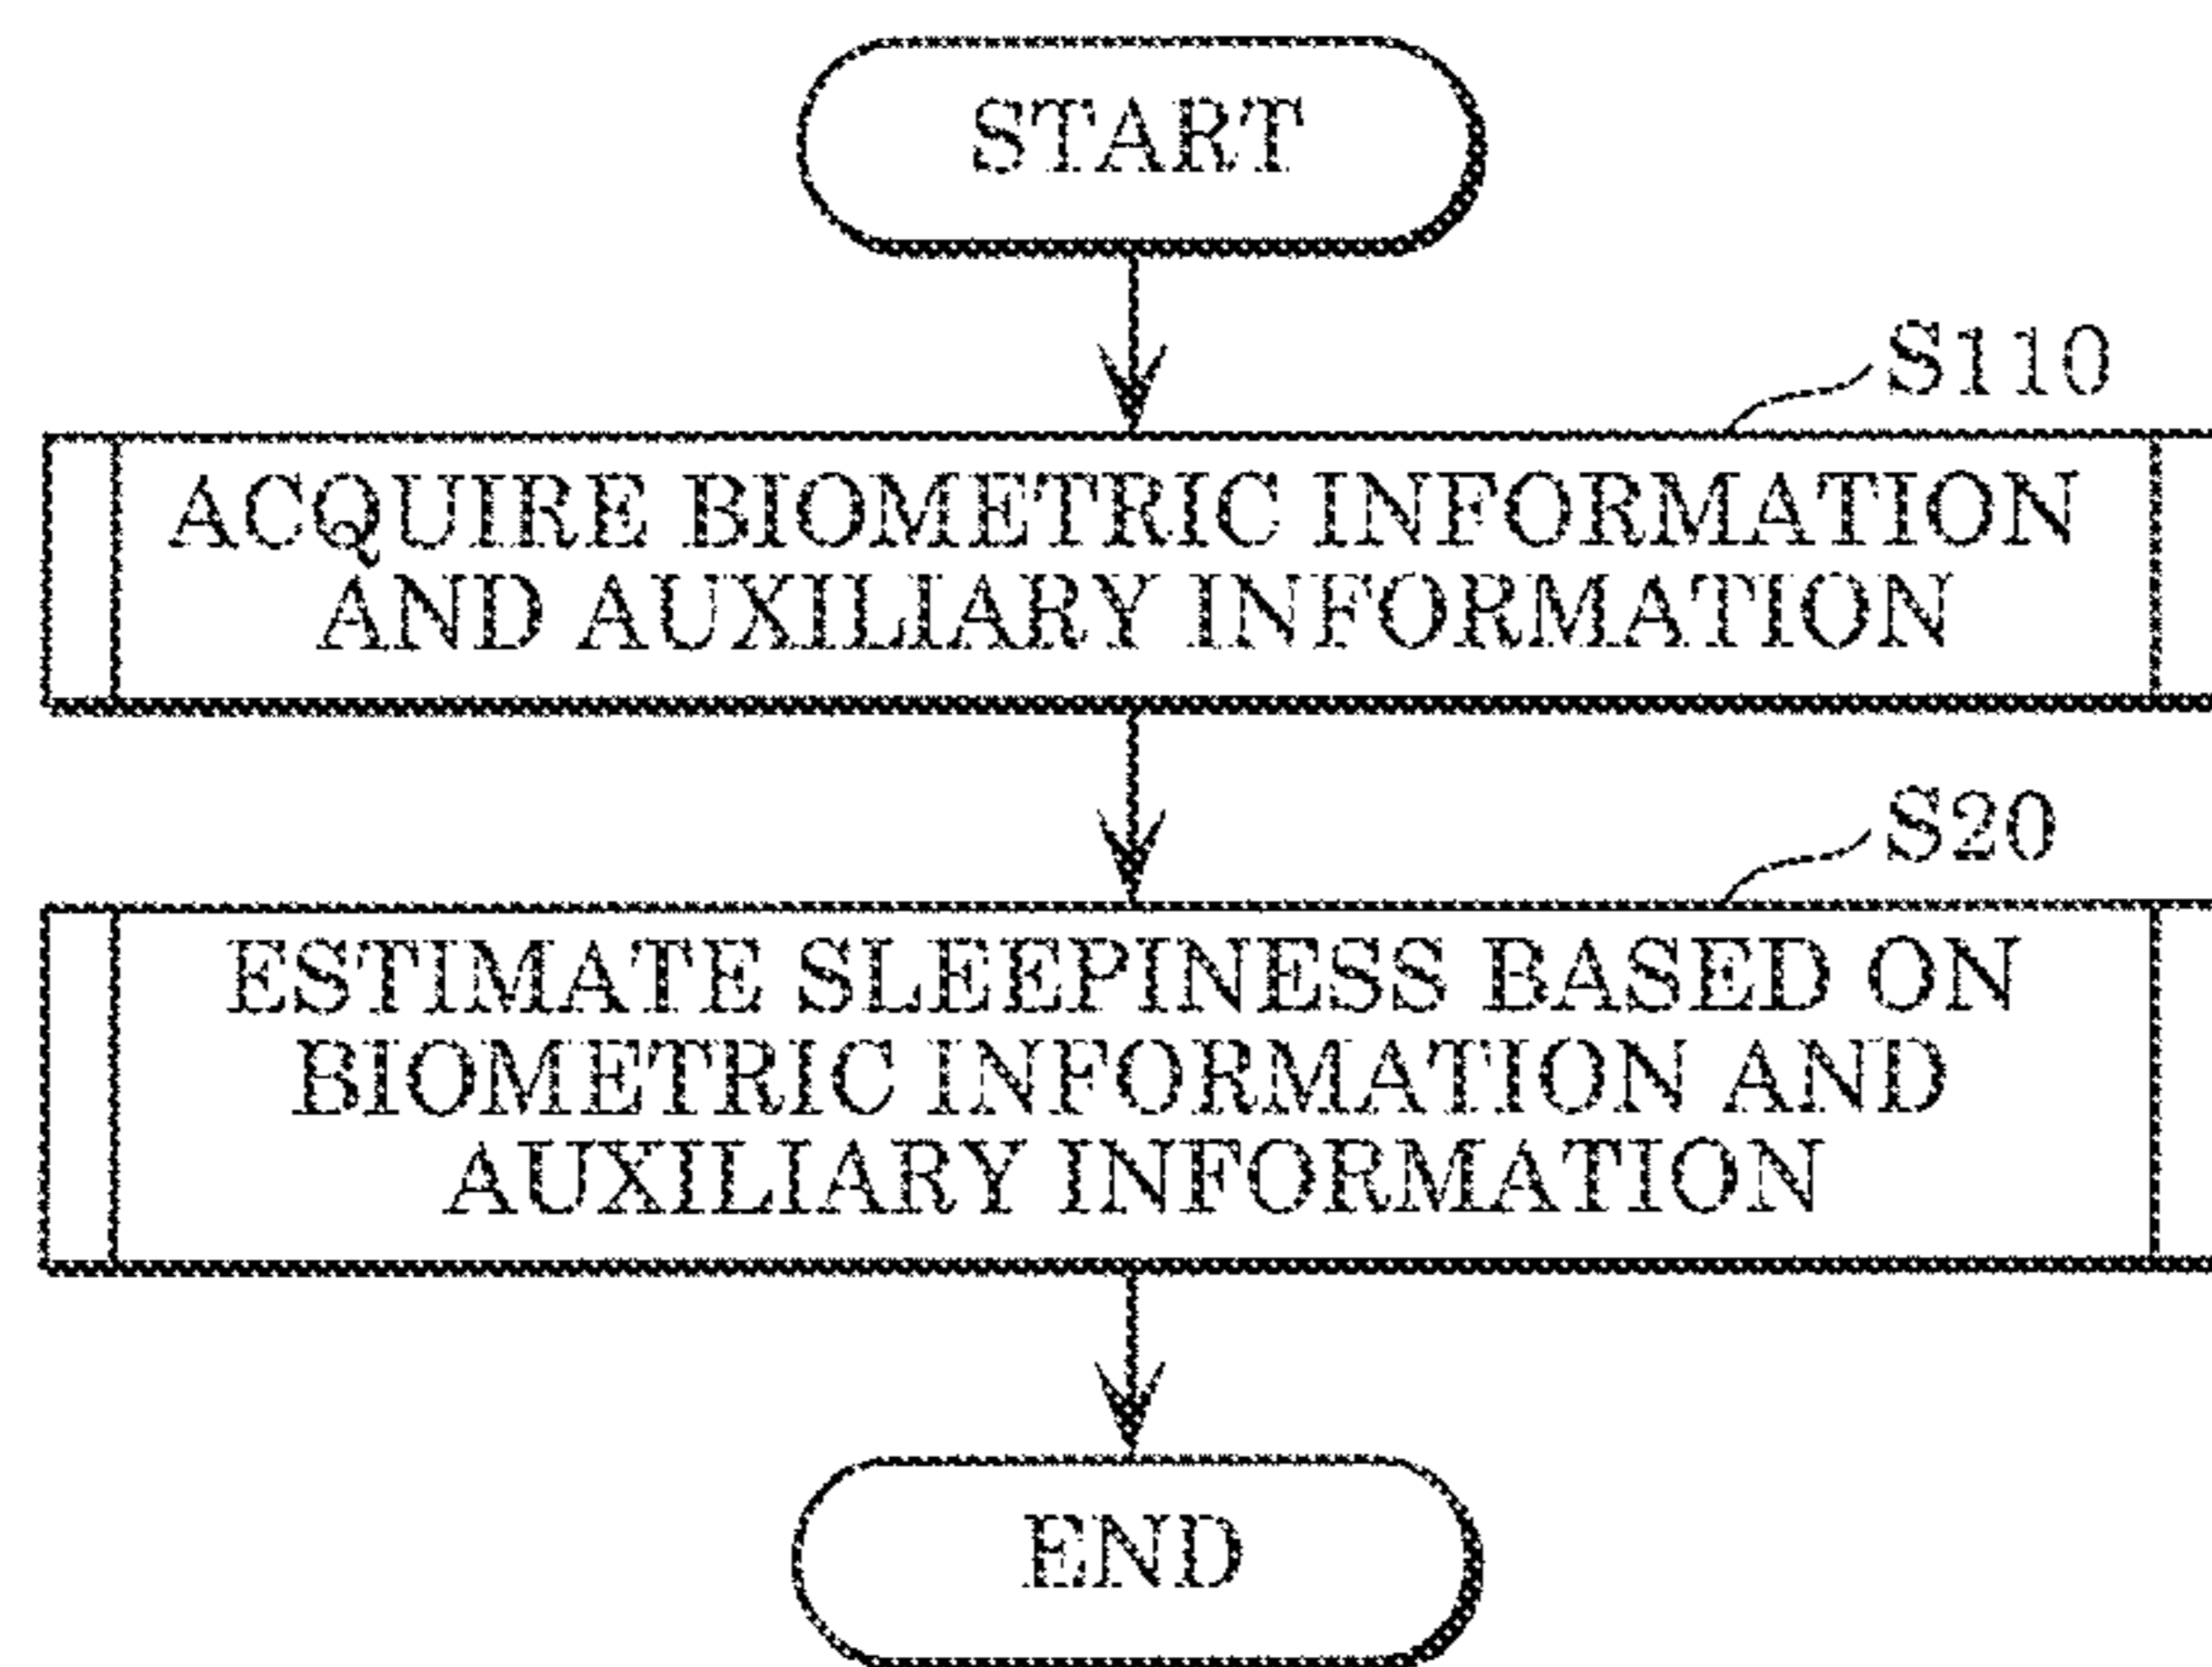 START
S110
ACQUIRE BIOMETRIC INFORMATION
AND AUXILIARY INFORMATION
S20
ESTIMATE SLEEPINESS BASED ON
BIOMETRIC INFORMATION AND
AUXILIARY INFORMATION
END